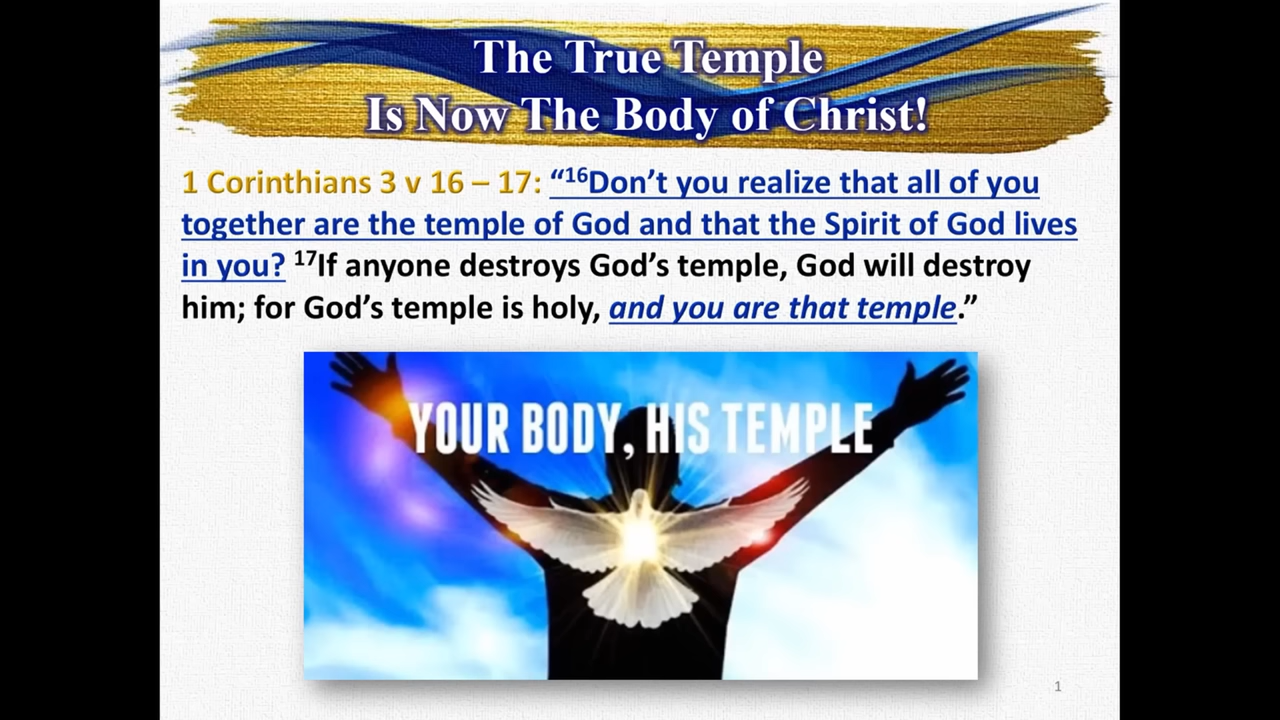 The True Temple
Is Now The Body of Christ!
1 Corinthians 3 v 16 – 17: “16Don’t you realize that all of you
together are the temple of God and that the Spirit of God lives
in you? 17If anyone destroys God’s temple, God will destroy
him; for God’s temple is holy, and you are that temple.”
YOUR BODY, HIS TEMPLE
1